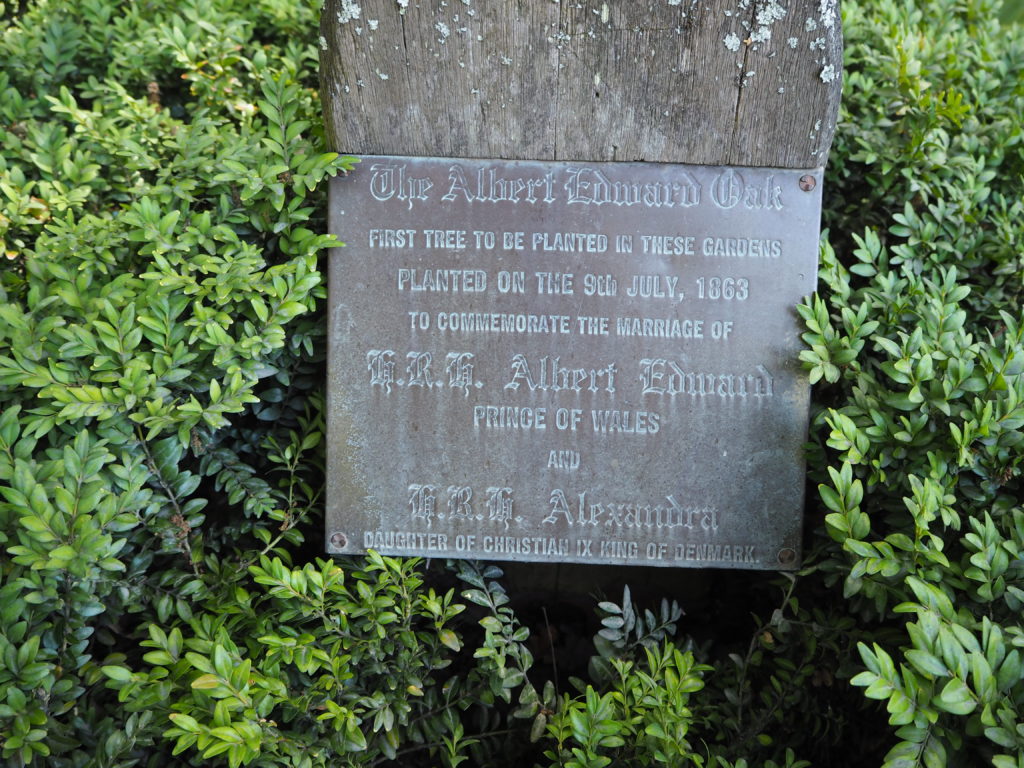 The Albert Edward Oak
FIRST TREE TO BE PLANTED IN THESE GARDENS
PLANTED ON THE 9th JULY, 1863
TO COMMEMORATE THE MARRIAGE OF
H.R.H. Albert Edward
PRINCE OF WALES
AND
H.R.H. Alexandra
DAUGHTER OF CHRISTIAN IX KING OF DENMARK.